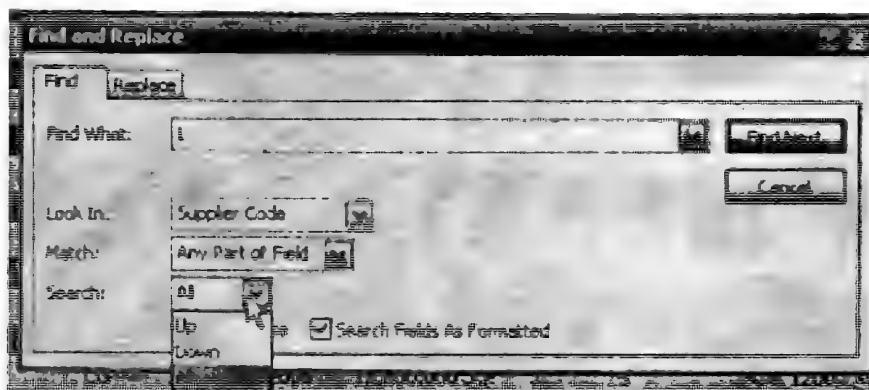 Find and Replace
Find Replace
Find What: L Find Next
Cancel
Look In: Supplier Code
Match: Any Part of Field
Search: All
Up Search Fields As Formatted
Down